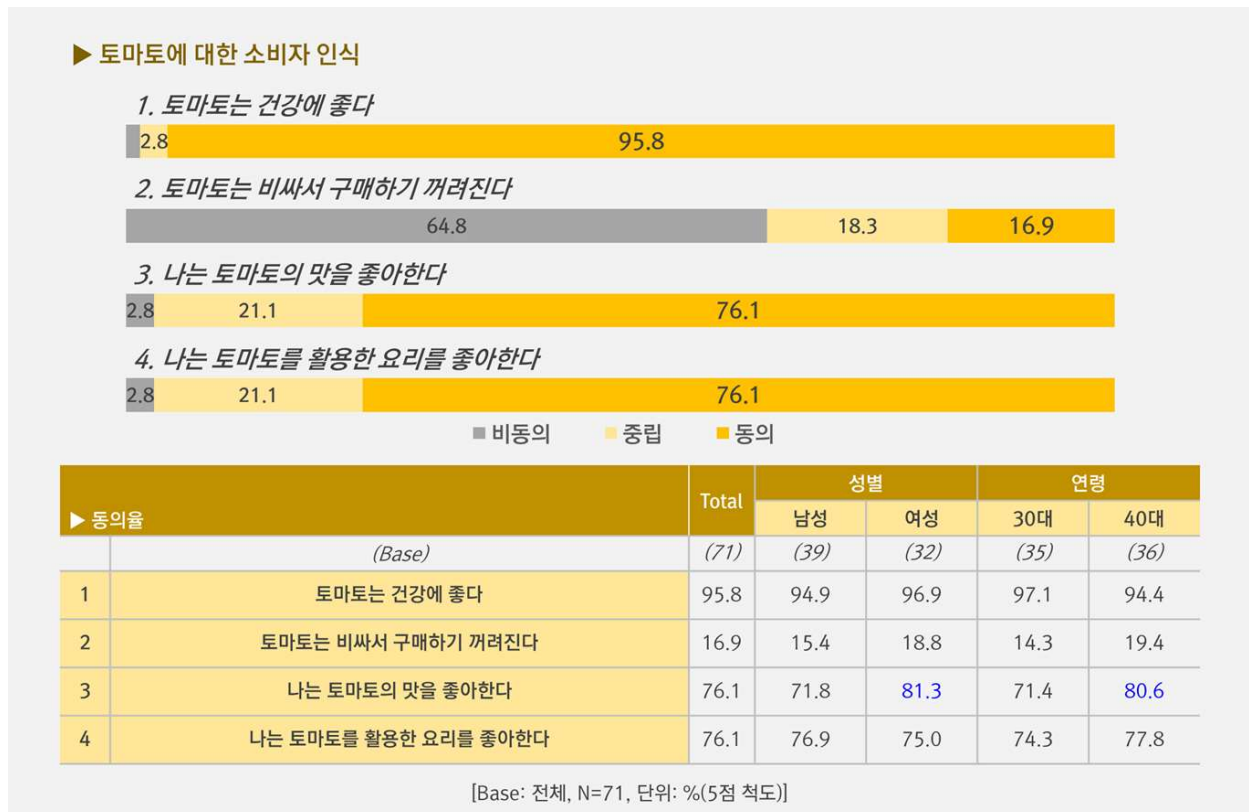 ▶ 토마토에 대한 소비자 인식
1. 토마토는 건강에 좋다
2.8 95.8
2. 토마토는 비싸서 구매하기 꺼려진다
64.8 18.3 16.9
3. 나는 토마토의 맛을 좋아한다
2.8 21.1 76.1
4. 나는 토마토를 활용한 요리를 좋아한다
2.8 21.1 76.1
■ 비동의 ■ 중립 ■ 동의
▶ 동의율 Total 성별 연령
남성 여성 30대 40대
(Base) (71) (39) (32) (35) (36)
1 토마토는 건강에 좋다 95.8 94.9 96.9 97.1 94.4
2 토마토는 비싸서 구매하기 꺼려진다 16.9 15.4 18.8 14.3 19.4
3 나는 토마토의 맛을 좋아한다 76.1 71.8 81.3 71.4 80.6
4 나는 토마토를 활용한 요리를 좋아한다 76.1 76.9 75.0 74.3 77.8
[Base: 전체, N=71, 단위: %(5점 척도)]